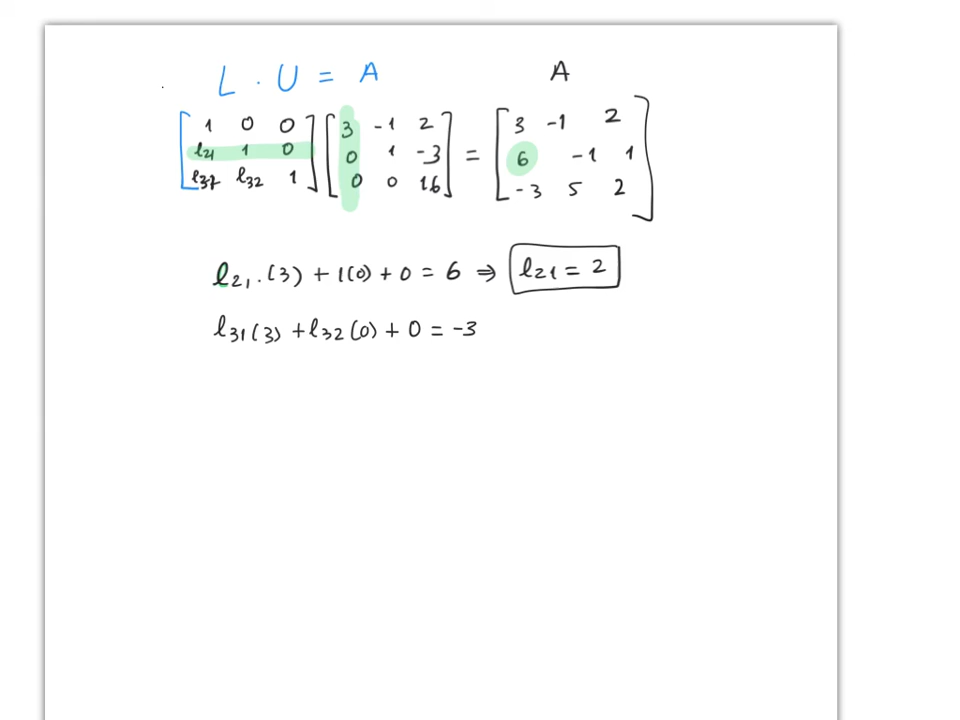 L · U = A A
[1 0 0; l21 1 0; l31 l32 1] [3 -1 2; 0 1 -3; 0 0 16] = [3 -1 2; 6 -1 1; -3 5 2]
l21 · (3) + 1(0) + 0 = 6 ⇒ l21 = 2
l31(3) + l32(0) + 0 = -3